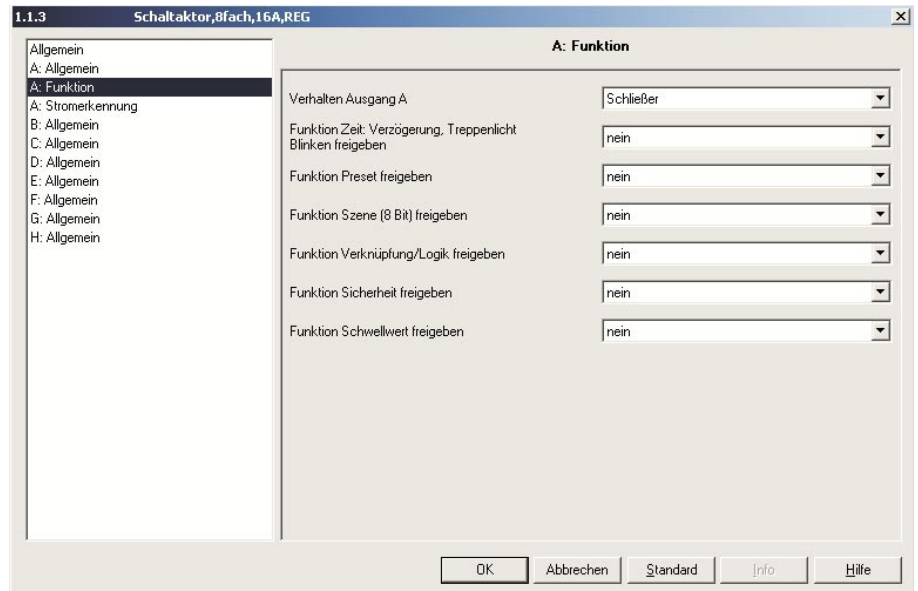 1.1.3 Schaltaktor,8fach,16A,REG
Allgemein
A: Allgemein
A: Funktion
A: Stromerkennung
B: Allgemein
C: Allgemein
D: Allgemein
E: Allgemein
F: Allgemein
G: Allgemein
H: Allgemein
A: Funktion
Verhalten Ausgang A Schließer
Funktion Zeit: Verzögerung, Treppenlicht
Blinken freigeben nein
Funktion Preset freigeben nein
Funktion Szene (8 Bit) freigeben nein
Funktion Verknüpfung/Logik freigeben nein
Funktion Sicherheit freigeben nein
Funktion Schwellwert freigeben nein
OK Abbrechen Standard Info Hilfe